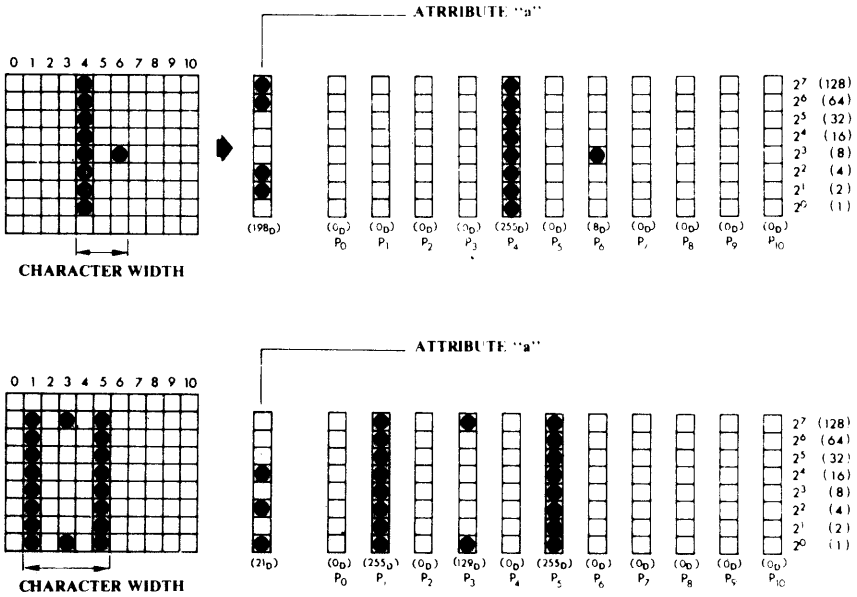 ATRRIBUTE "a"
0 1 2 3 4 5 6 7 8 9 10
2⁷ (128)
2⁶ (64)
2⁵ (32)
2⁴ (16)
2³ (8)
2² (4)
2¹ (2)
2⁰ (1)
(198D) (0D) (0D) (0D) (0D) (255D) (0D) (8D) (0D) (0D) (0D) (0D)
P0 P1 P2 P3 P4 P5 P6 P7 P8 P9 P10
CHARACTER WIDTH
ATTRIBUTE "a"
0 1 2 3 4 5 6 7 8 9 10
2⁷ (128)
2⁶ (64)
2⁵ (32)
2⁴ (16)
2³ (8)
2² (4)
2¹ (2)
2⁰ (1)
(21D) (0D) (255D) (0D) (129D) (0D) (255D) (0D) (0D) (0D) (0D) (0D)
P0 P1 P2 P3 P4 P5 P6 P7 P8 P9 P10
CHARACTER WIDTH